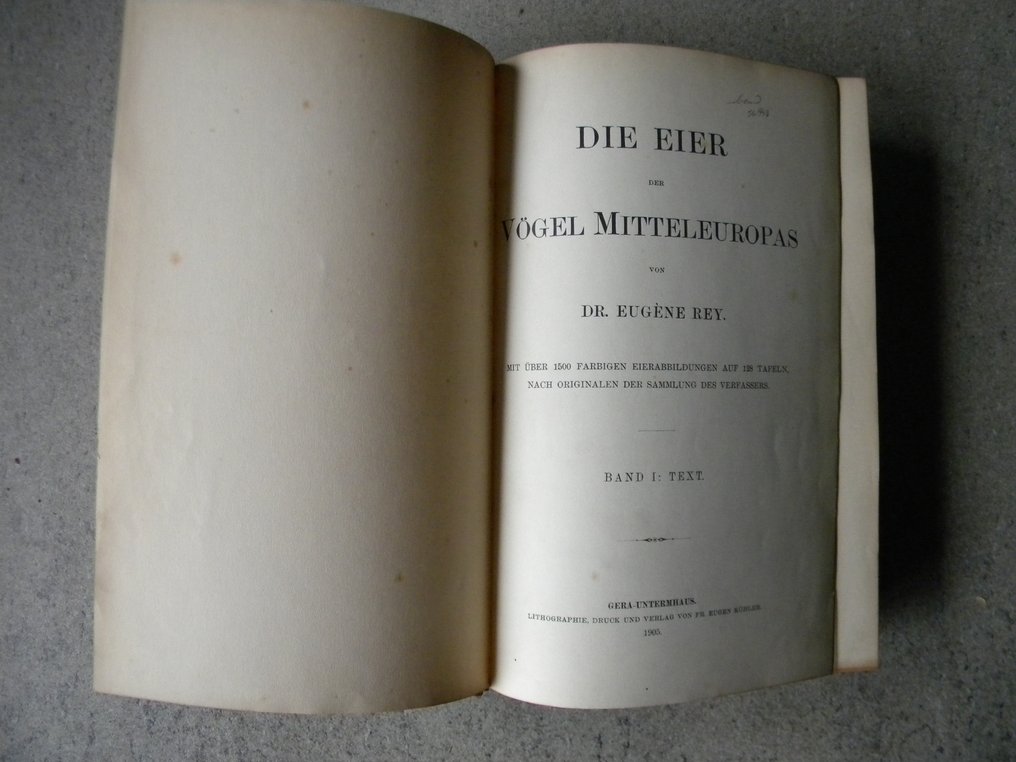 DIE EIER
DER
VÖGEL MITTELEUROPAS
VON
DR. EUGÈNE REY.
MIT ÜBER 1500 FARBIGEN EIERABBILDUNGEN AUF 128 TAFELN,
NACH ORIGINALEN DER SAMMLUNG DES VERFASSERS.
BAND I: TEXT.
GERA-UNTERMHAUS.
LITHOGRAPHIE, DRUCK UND VERLAG VON FR. EUGEN KÖHLER
1905.